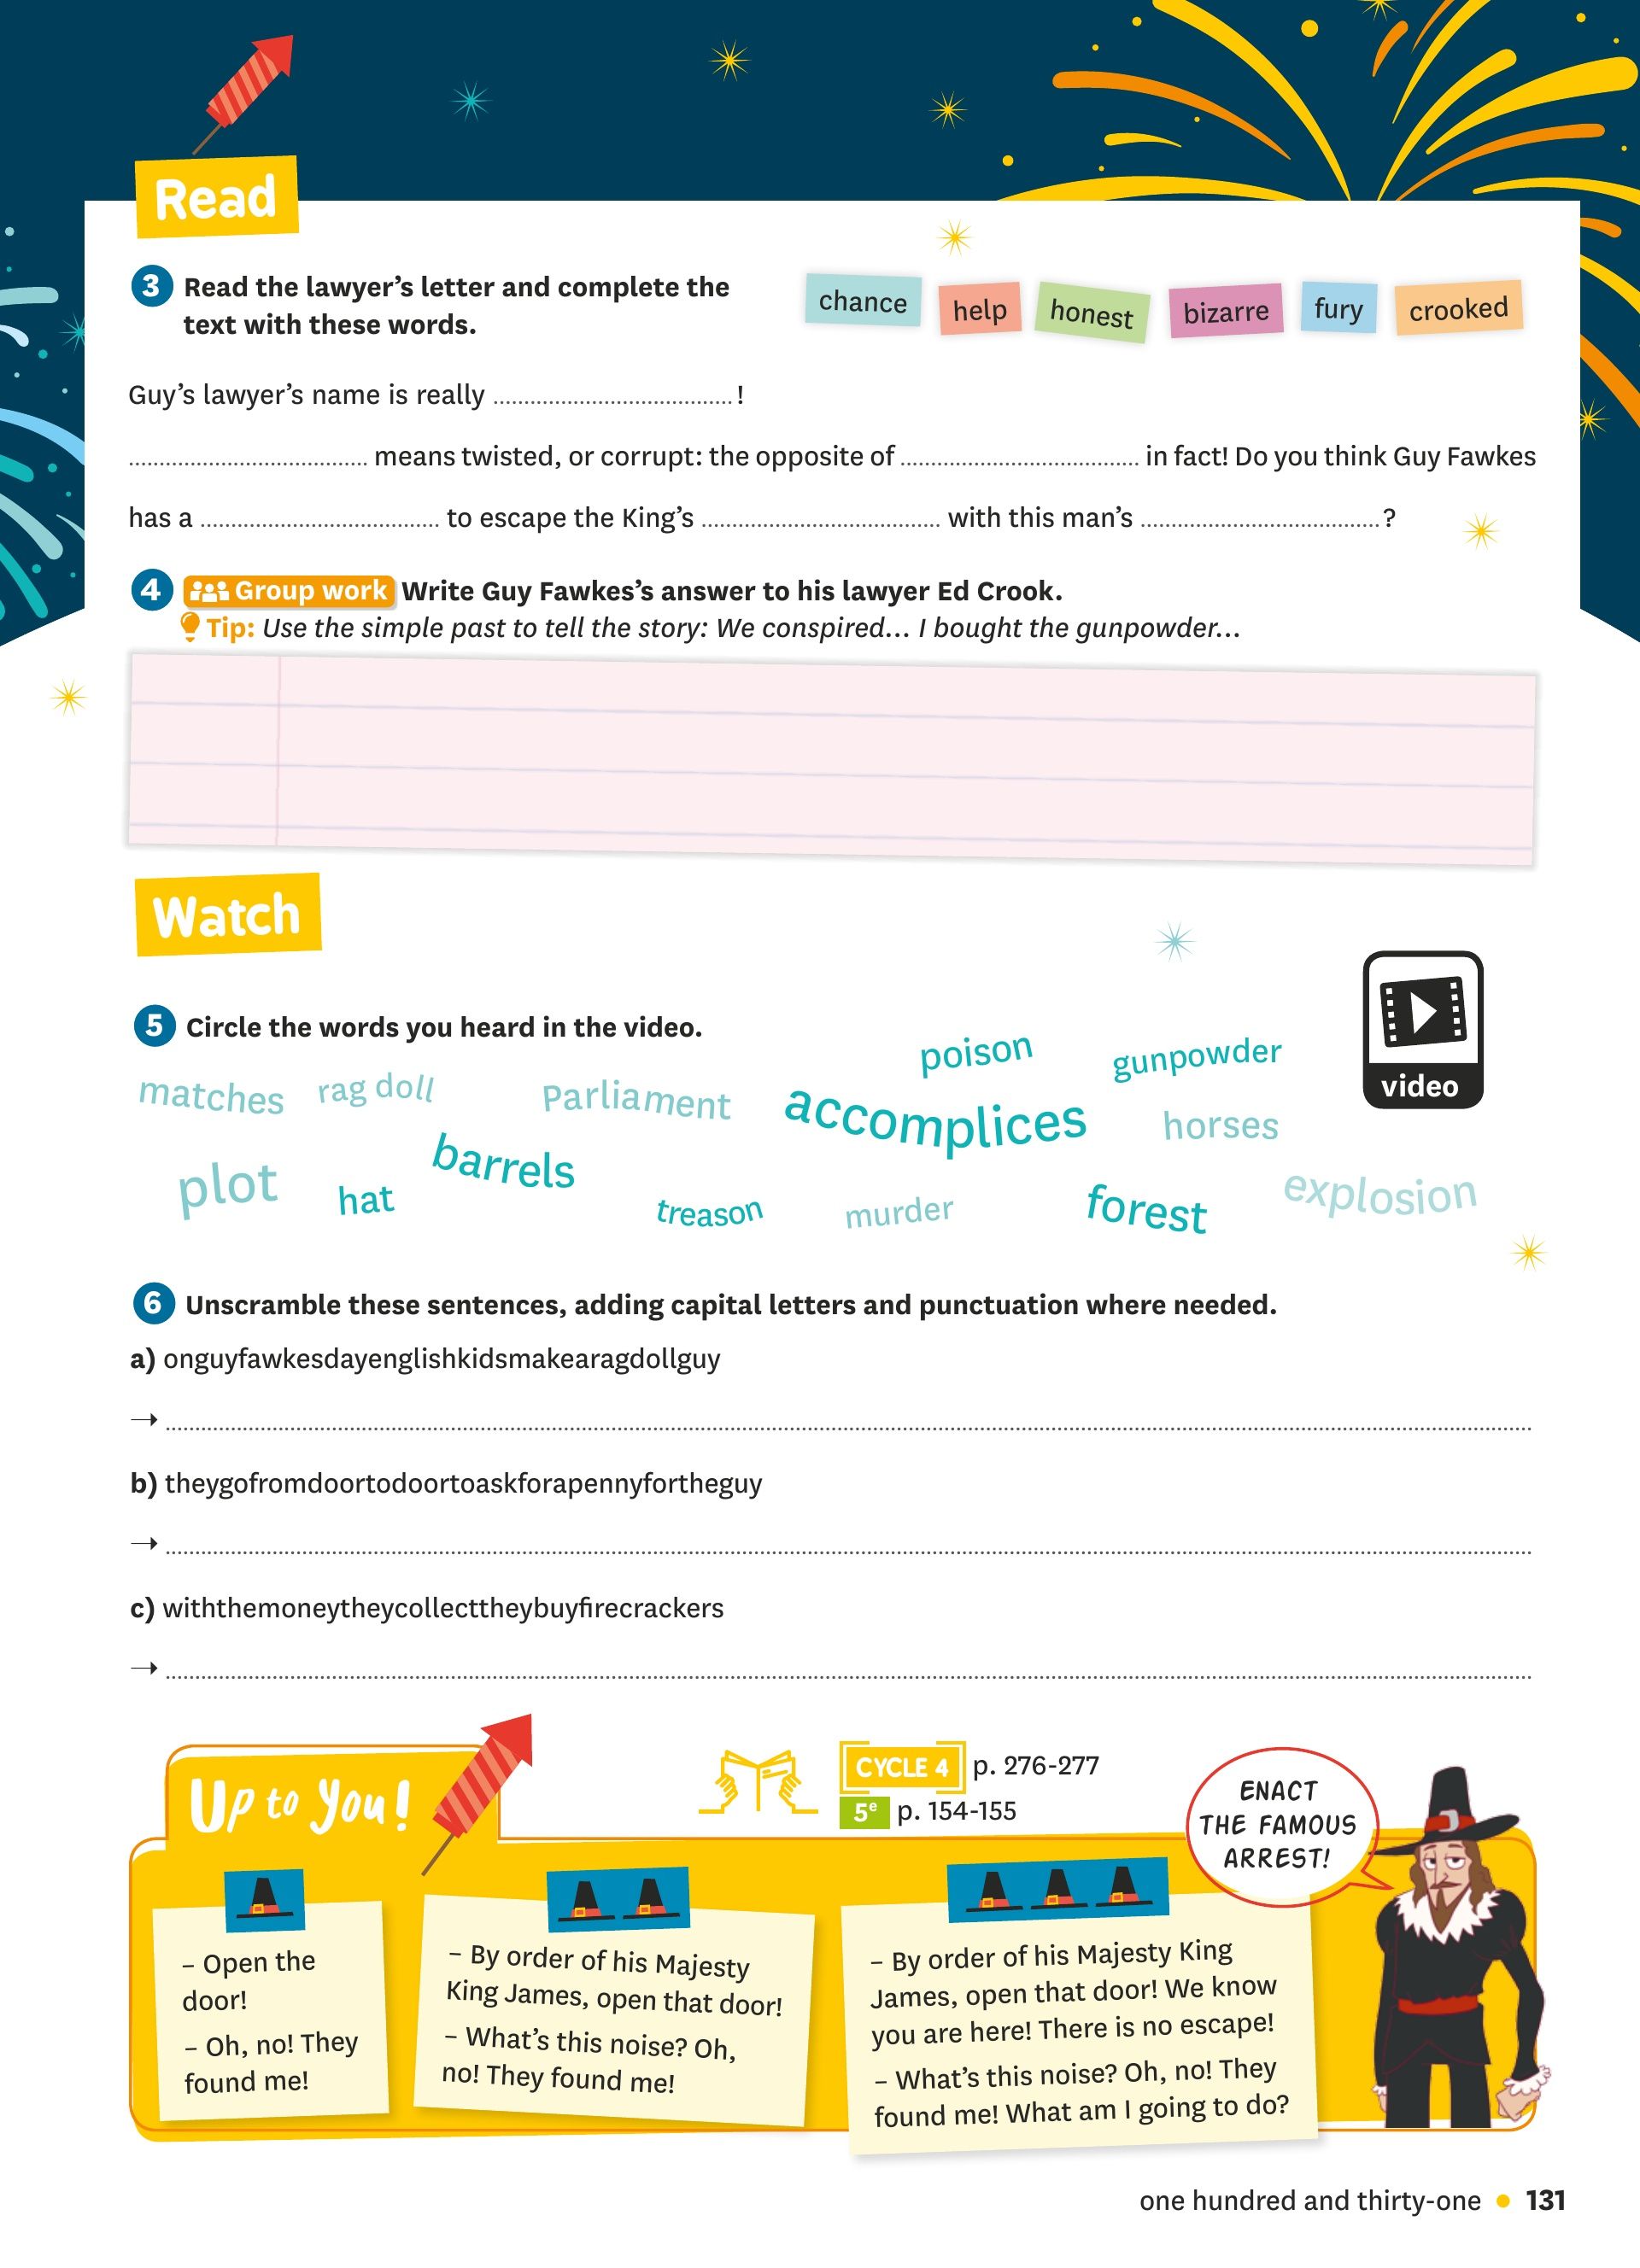 Read
3 Read the lawyer's letter and complete the
text with these words.
chance help honest bizarre fury crooked
Guy's lawyer's name is really ........................................ !
........................................ means twisted, or corrupt: the opposite of ........................................ in fact! Do you think Guy Fawkes
has a ........................................ to escape the King's ........................................ with this man's ........................................ ?
4 Group work Write Guy Fawkes's answer to his lawyer Ed Crook.
Tip: Use the simple past to tell the story: We conspired... I bought the gunpowder...
Watch
5 Circle the words you heard in the video.
video
poison gunpowder
matches rag doll Parliament accomplices horses
plot hat barrels treason murder forest explosion
6 Unscramble these sentences, adding capital letters and punctuation where needed.
a) onguyfawkesdayenglishkidsmakearagdollguy
→
b) theygofromdoortodoortoaskforapennyfortheguy
→
c) withthemoneytheycollecttheybuyfirecrackers
→
Up to You!
CYCLE 4 p. 276-277
5e p. 154-155
ENACT
THE FAMOUS
ARREST!
– Open the
door!
– Oh, no! They
found me!
– By order of his Majesty
King James, open that door!
– What's this noise? Oh,
no! They found me!
– By order of his Majesty King
James, open that door! We know
you are here! There is no escape!
– What's this noise? Oh, no! They
found me! What am I going to do?
one hundred and thirty-one • 131